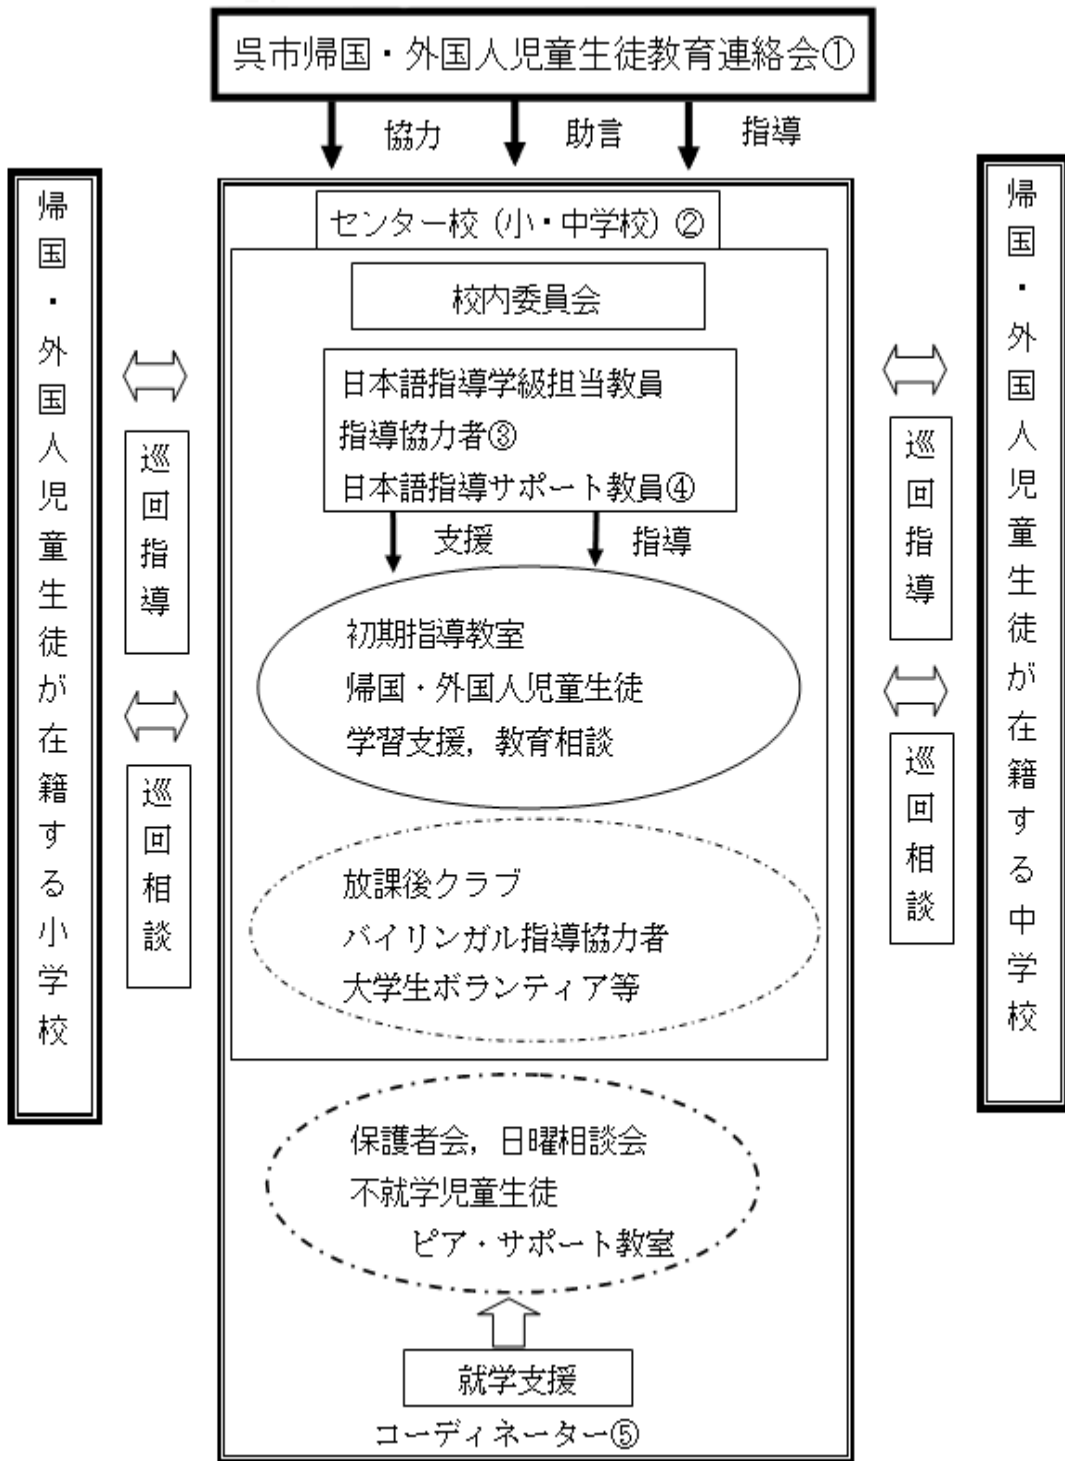 呉市帰国・外国人児童生徒教育連絡会①
協力
助言
指導
帰国・外国人児童生徒が在籍する小学校
巡回指導
巡回相談
センター校（小・中学校）②
校内委員会
日本語指導学級担当教員
指導協力者③
日本語指導サポート教員④
支援
指導
初期指導教室
帰国・外国人児童生徒
学習支援，教育相談
放課後クラブ
バイリンガル指導協力者
大学生ボランティア等
保護者会，日曜相談会
不就学児童生徒
ピア・サポート教室
就学支援
コーディネーター⑤
巡回指導
巡回相談
帰国・外国人児童生徒が在籍する中学校